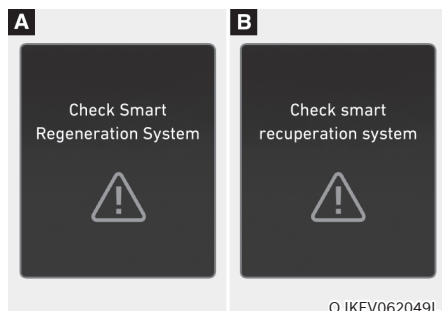 A
Check Smart
Regeneration System
B
Check smart
recuperation system
OJKEV062049L